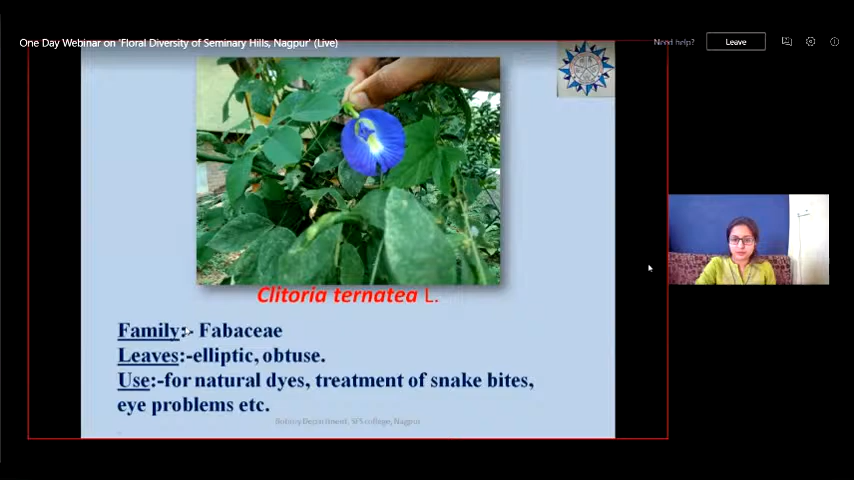 One Day Webinar on 'Floral Diversity of Seminary Hills, Nagpur' (Live)
Need help?
Leave
Clitoria ternatea L.
Family:- Fabaceae
Leaves:-elliptic, obtuse.
Use:-for natural dyes, treatment of snake bites,
eye problems etc.
Botany Department, SFS college, Nagpur